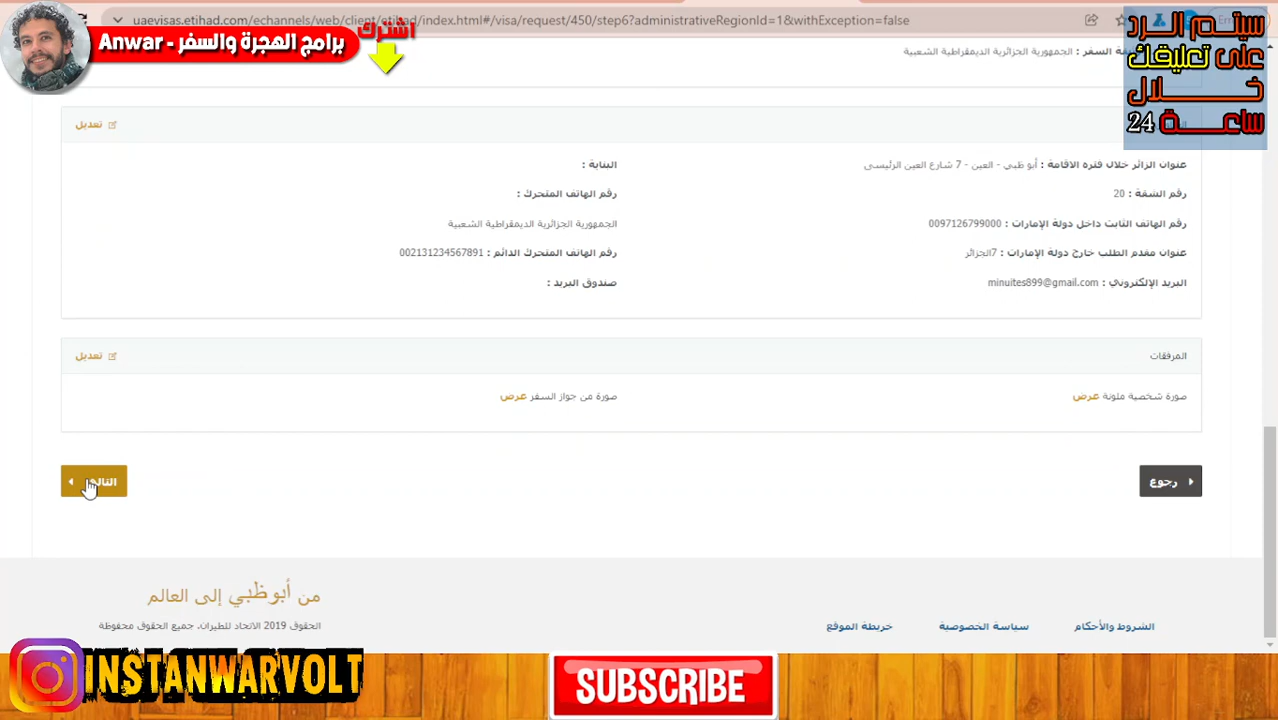 uaevisas.etihad.com/echannels/web/client/etihad/index.html#/visa/request/450/step6?administrativeRegionId=1&withException=false
برامج الهجرة والسفر - Anwar
اشترك
سيتم الرد
على تعليقك
خلال
24 ساعة
السفر : الجمهورية الجزائرية الديمقراطية الشعبية
تعديل
عنوان الزائر خلال فترة الاقامة : أبو ظبي - العين - 7 شارع العين الرئيسى
البناية :
رقم الشقة : 20
رقم الهاتف المتحرك :
رقم الهاتف الثابت داخل دولة الإمارات : 0097126799000
الجمهورية الجزائرية الديمقراطية الشعبية
عنوان مقدم الطلب خارج دولة الإمارات : 7الجزائر
رقم الهاتف المتحرك الدائم : 002131234567891
البريد الإلكتروني : minuites899@gmail.com
صندوق البريد :
المرفقات
تعديل
صورة شخصية ملونة عرض
صورة من جواز السفر عرض
رجوع
التالي
من أبوظبي إلى العالم
الحقوق 2019 الاتحاد للطيران، جميع الحقوق محفوظة
الشروط والأحكام
سياسة الخصوصية
خريطة الموقع
INSTANWARVOLT
SUBSCRIBE